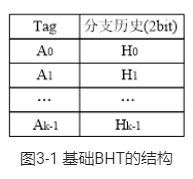 Tag 分支历史(2bit)
A0 H0
A1 H1
... ...
Ak-1 Hk-1
图3-1 基础BHT的结构